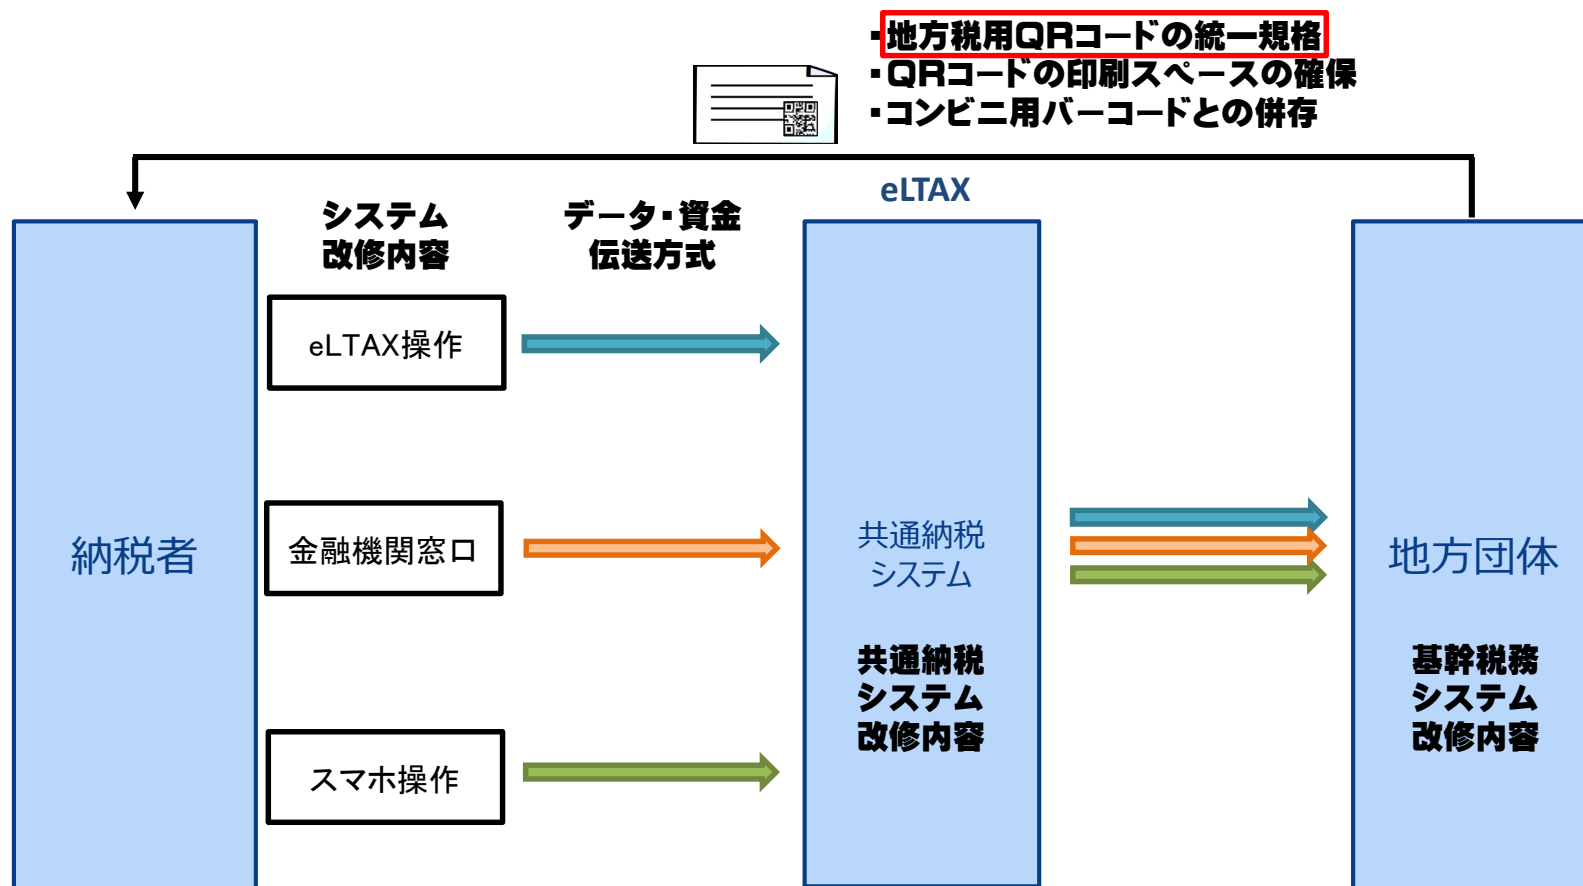 ▪地方税用QRコードの統一規格
▪QRコードの印刷スペースの確保
▪コンビニ用バーコードとの併存
eLTAX
システム
改修内容
データ▪資金
伝送方式
eLTAX操作
金融機関窓口
スマホ操作
納税者
共通納税
システム
共通納税
システム
改修内容
地方団体
基幹税務
システム
改修内容